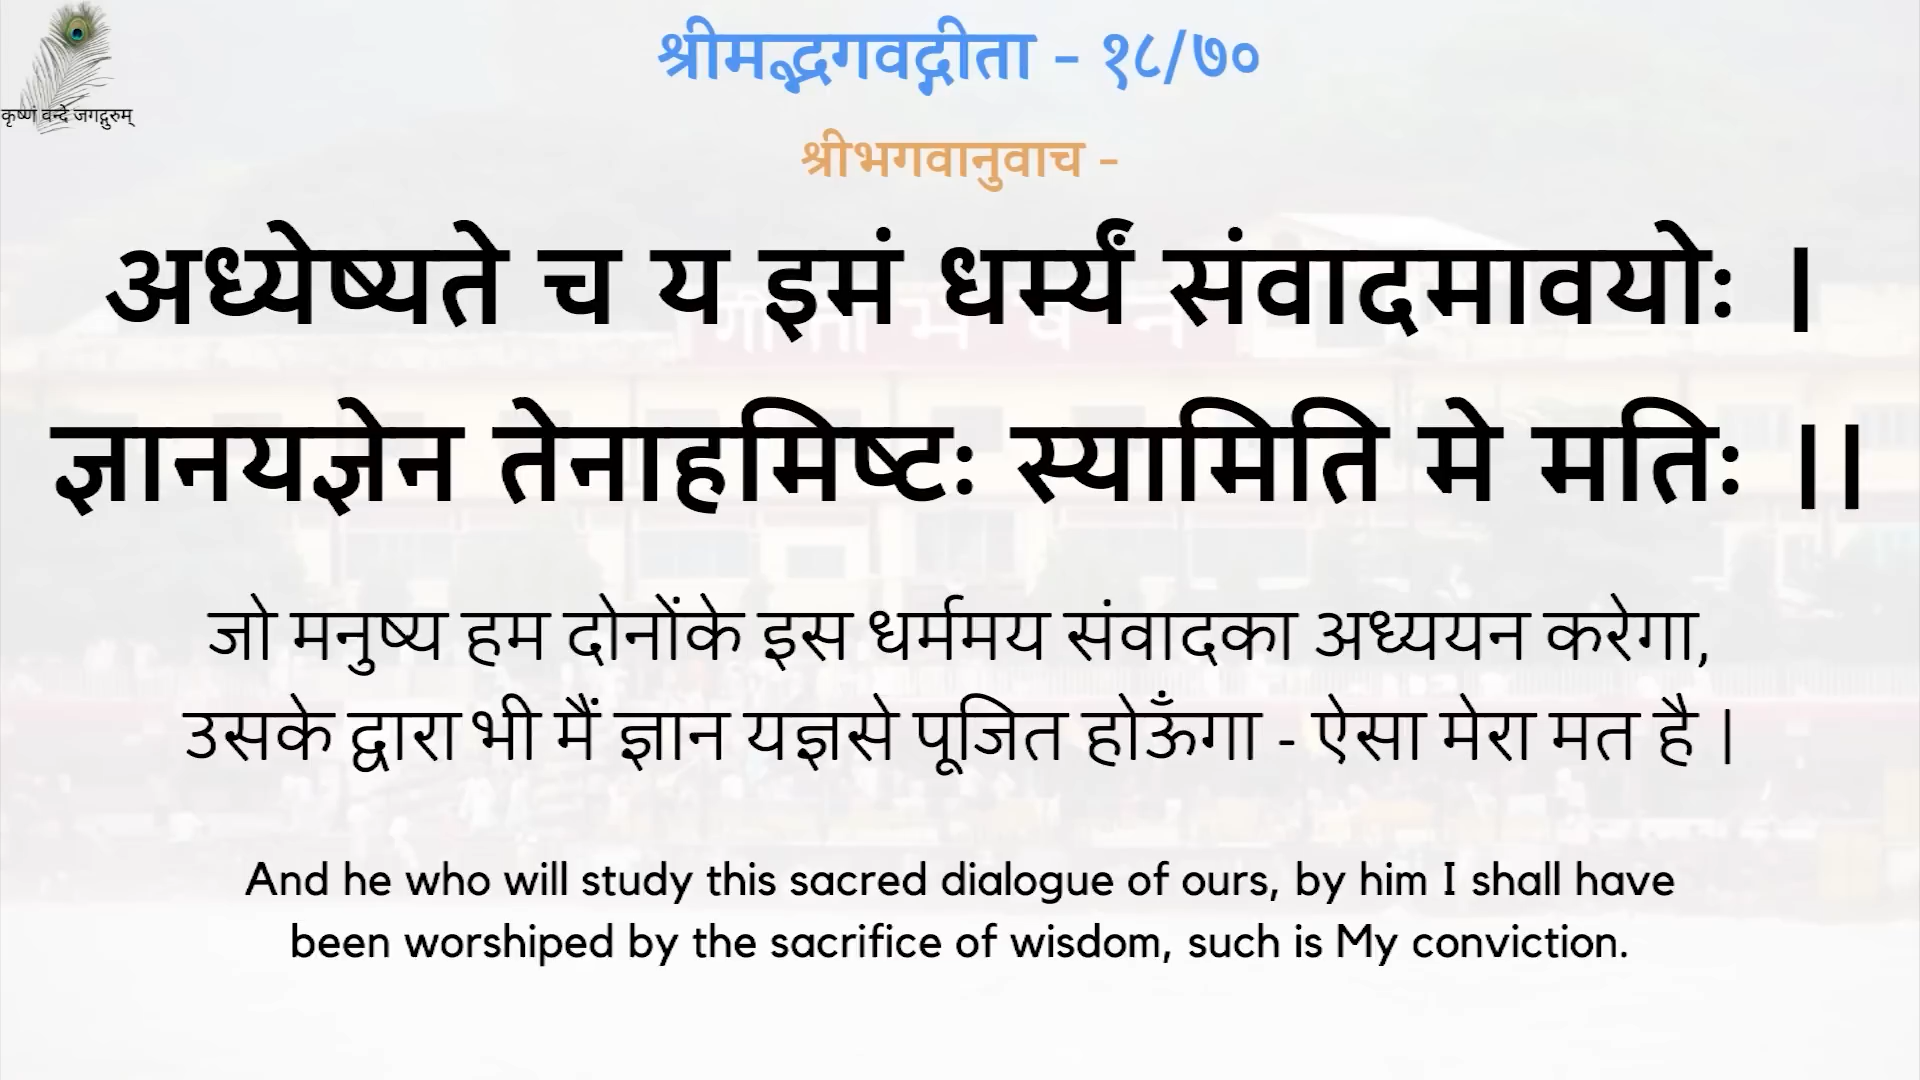 कृष्णं वन्दे जगद्गुरुम्
श्रीमद्भगवद्गीता - १८/७०
श्रीभगवानुवाच -
अध्येष्यते च य इमं धर्म्यं संवादमावयोः ।
गीता भ व न
ज्ञानयज्ञेन तेनाहमिष्टः स्यामिति मे मतिः ।।
जो मनुष्य हम दोनोंके इस धर्ममय संवादका अध्ययन करेगा,
उसके द्वारा भी मैं ज्ञान यज्ञसे पूजित होऊँगा - ऐसा मेरा मत है |
And he who will study this sacred dialogue of ours, by him I shall have
been worshiped by the sacrifice of wisdom, such is My conviction.